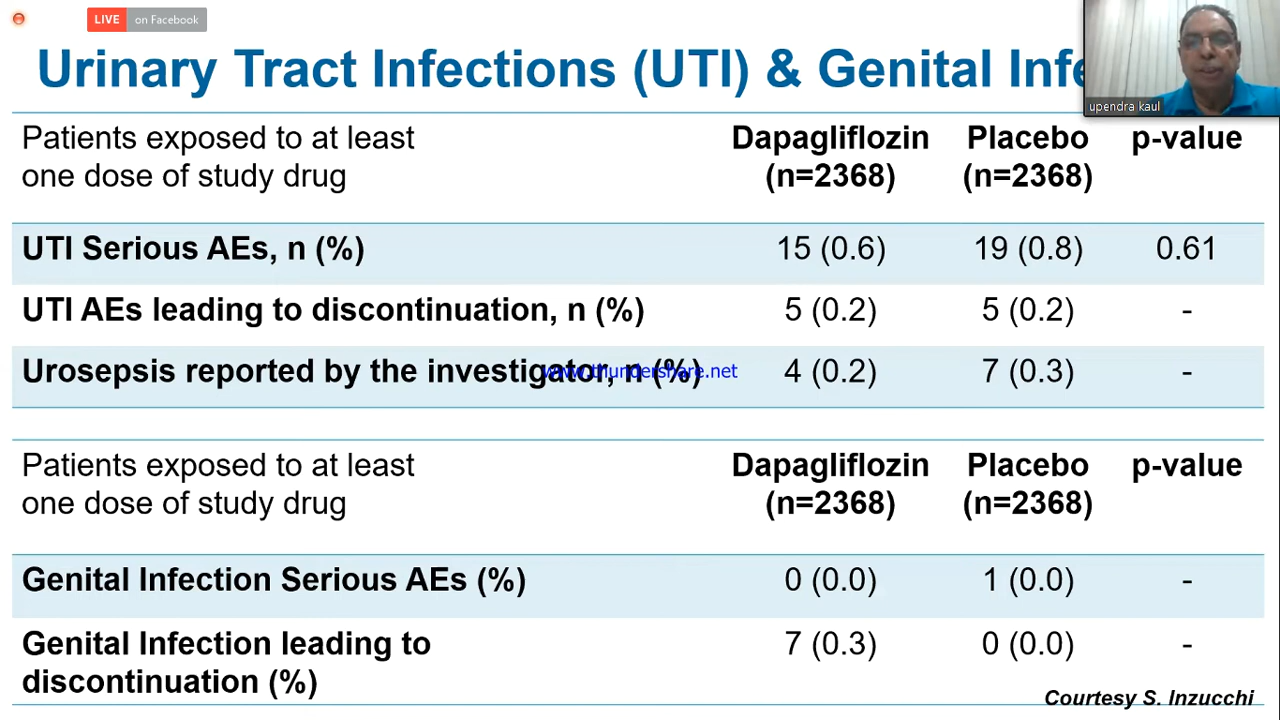 LIVE on Facebook
Urinary Tract Infections (UTI) & Genital Infe
upendra kaul
Patients exposed to at least
one dose of study drug
Dapagliflozin
(n=2368)
Placebo
(n=2368)
p-value
UTI Serious AEs, n (%) 15 (0.6) 19 (0.8) 0.61
UTI AEs leading to discontinuation, n (%) 5 (0.2) 5 (0.2) -
Urosepsis reported by the investigator, n (%) 4 (0.2) 7 (0.3) -
www.thundershare.net
Patients exposed to at least
one dose of study drug
Dapagliflozin
(n=2368)
Placebo
(n=2368)
p-value
Genital Infection Serious AEs (%) 0 (0.0) 1 (0.0) -
Genital Infection leading to
discontinuation (%)
7 (0.3) 0 (0.0) -
Courtesy S. Inzucchi